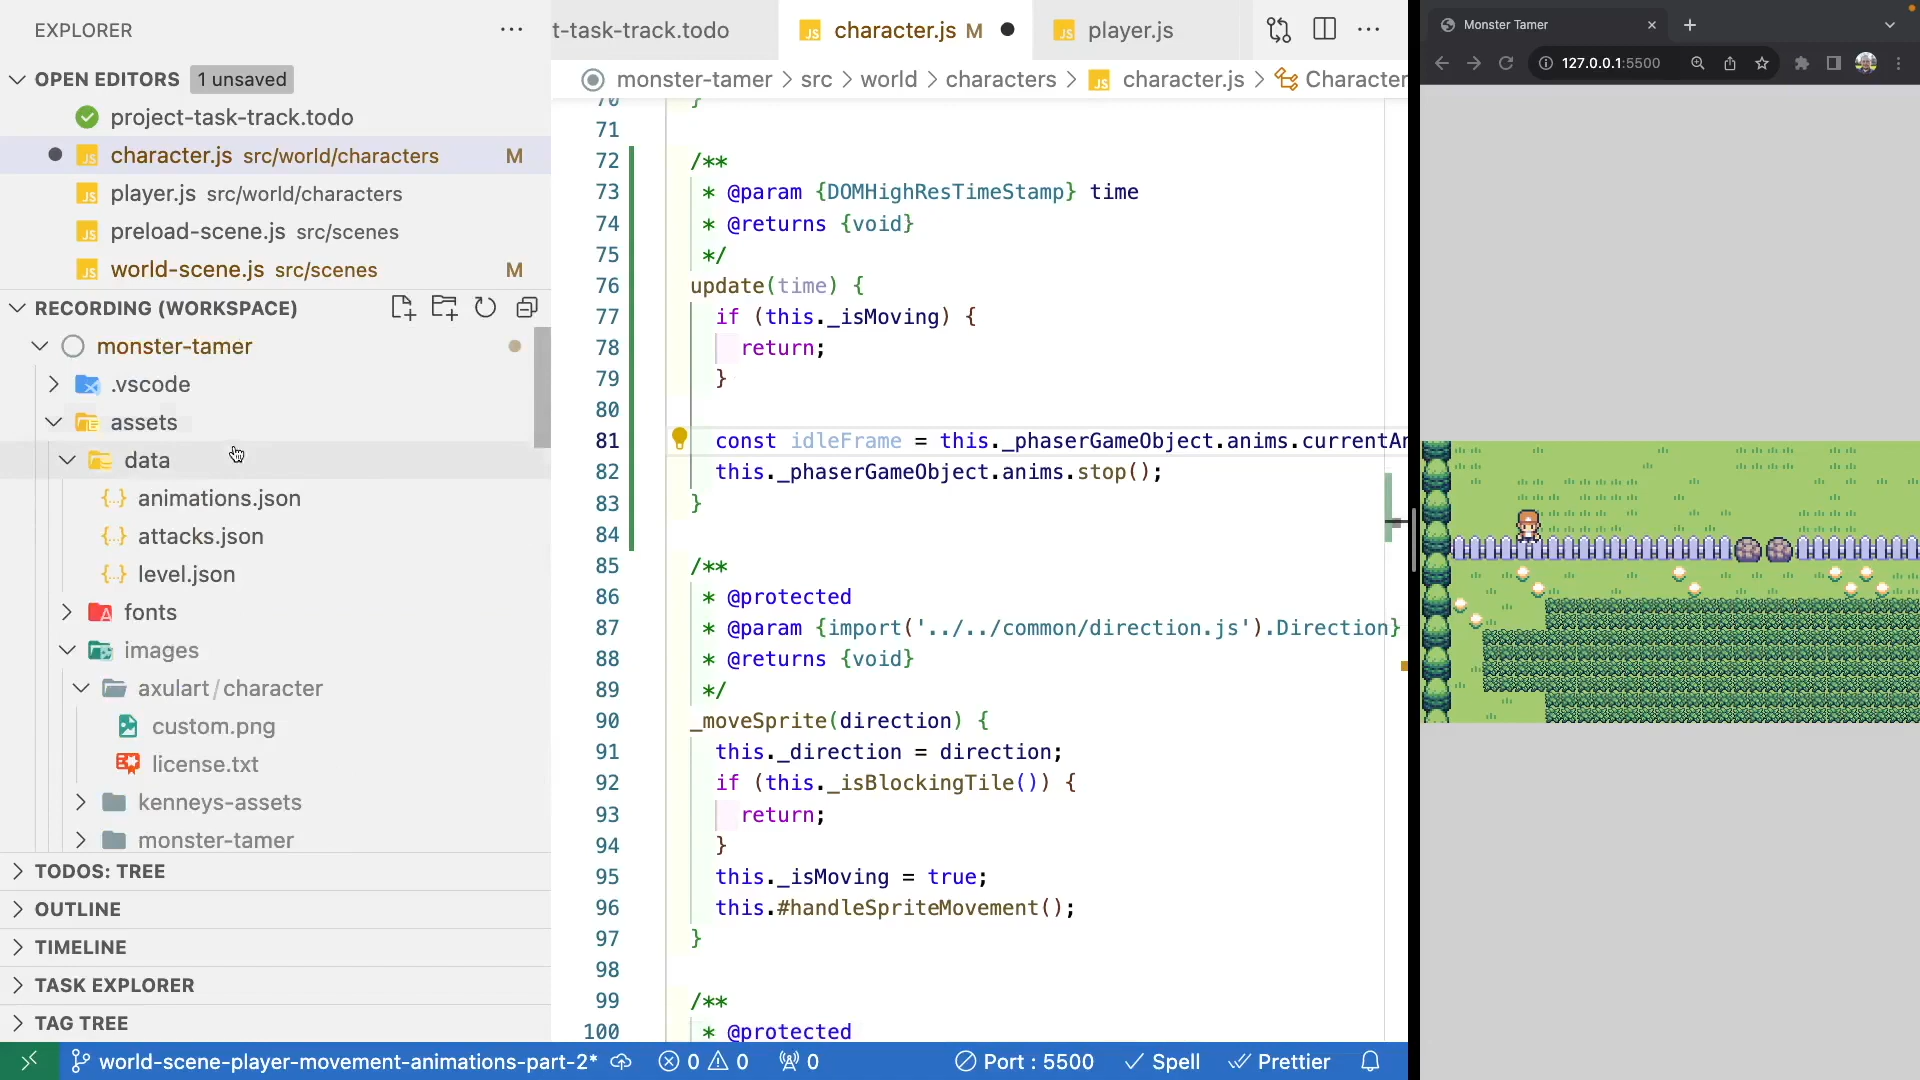 EXPLORER
OPEN EDITORS 1 unsaved
project-task-track.todo
JS character.js src/world/characters M
JS player.js src/world/characters
JS preload-scene.js src/scenes
JS world-scene.js src/scenes M
RECORDING (WORKSPACE)
monster-tamer
.vscode
assets
data
{..} animations.json
{..} attacks.json
{..} level.json
fonts
images
axulart / character
custom.png
license.txt
kenneys-assets
monster-tamer
TODOS: TREE
OUTLINE
TIMELINE
TASK EXPLORER
TAG TREE
t-task-track.todo
JS character.js M
JS player.js
monster-tamer > src > world > characters > JS character.js > Character
70 }
71
72 /**
73 * @param {DOMHighResTimeStamp} time
74 * @returns {void}
75 */
76 update(time) {
77 if (this._isMoving) {
78 return;
79 }
80
81 const idleFrame = this._phaserGameObject.anims.currentAn
82 this._phaserGameObject.anims.stop();
83 }
84
85 /**
86 * @protected
87 * @param {import('../../common/direction.js').Direction}
88 * @returns {void}
89 */
90 _moveSprite(direction) {
91 this._direction = direction;
92 if (this._isBlockingTile()) {
93 return;
94 }
95 this._isMoving = true;
96 this.#handleSpriteMovement();
97 }
98
99 /**
100 * @protected
world-scene-player-movement-animations-part-2* 0 0 0 Port : 5500 Spell Prettier
Monster Tamer
127.0.0.1:5500